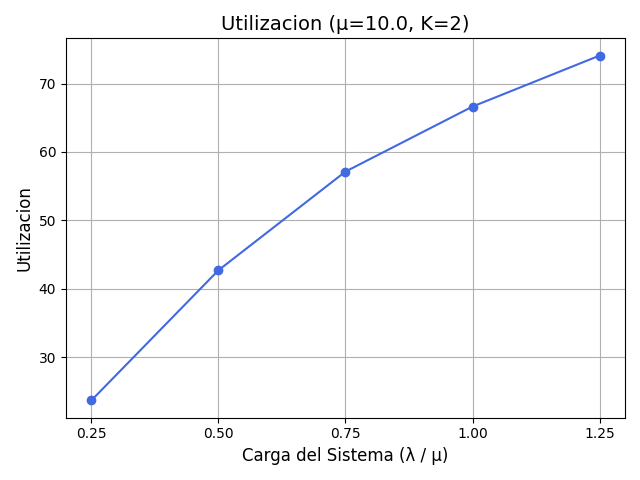 Utilizacion (μ=10.0, K=2)
Utilizacion
70
60
50
40
30
0.25 0.50 0.75 1.00 1.25
Carga del Sistema (λ / μ)